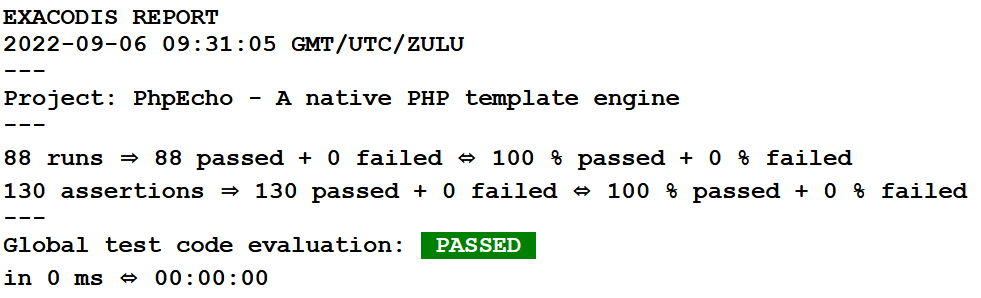 EXACODIS REPORT
2022-09-06 09:31:05 GMT/UTC/ZULU
---
Project: PhpEcho - A native PHP template engine
---
88 runs ⇒ 88 passed + 0 failed ⇔ 100 % passed + 0 % failed
130 assertions ⇒ 130 passed + 0 failed ⇔ 100 % passed + 0 % failed
---
Global test code evaluation: PASSED
in 0 ms ⇔ 00:00:00